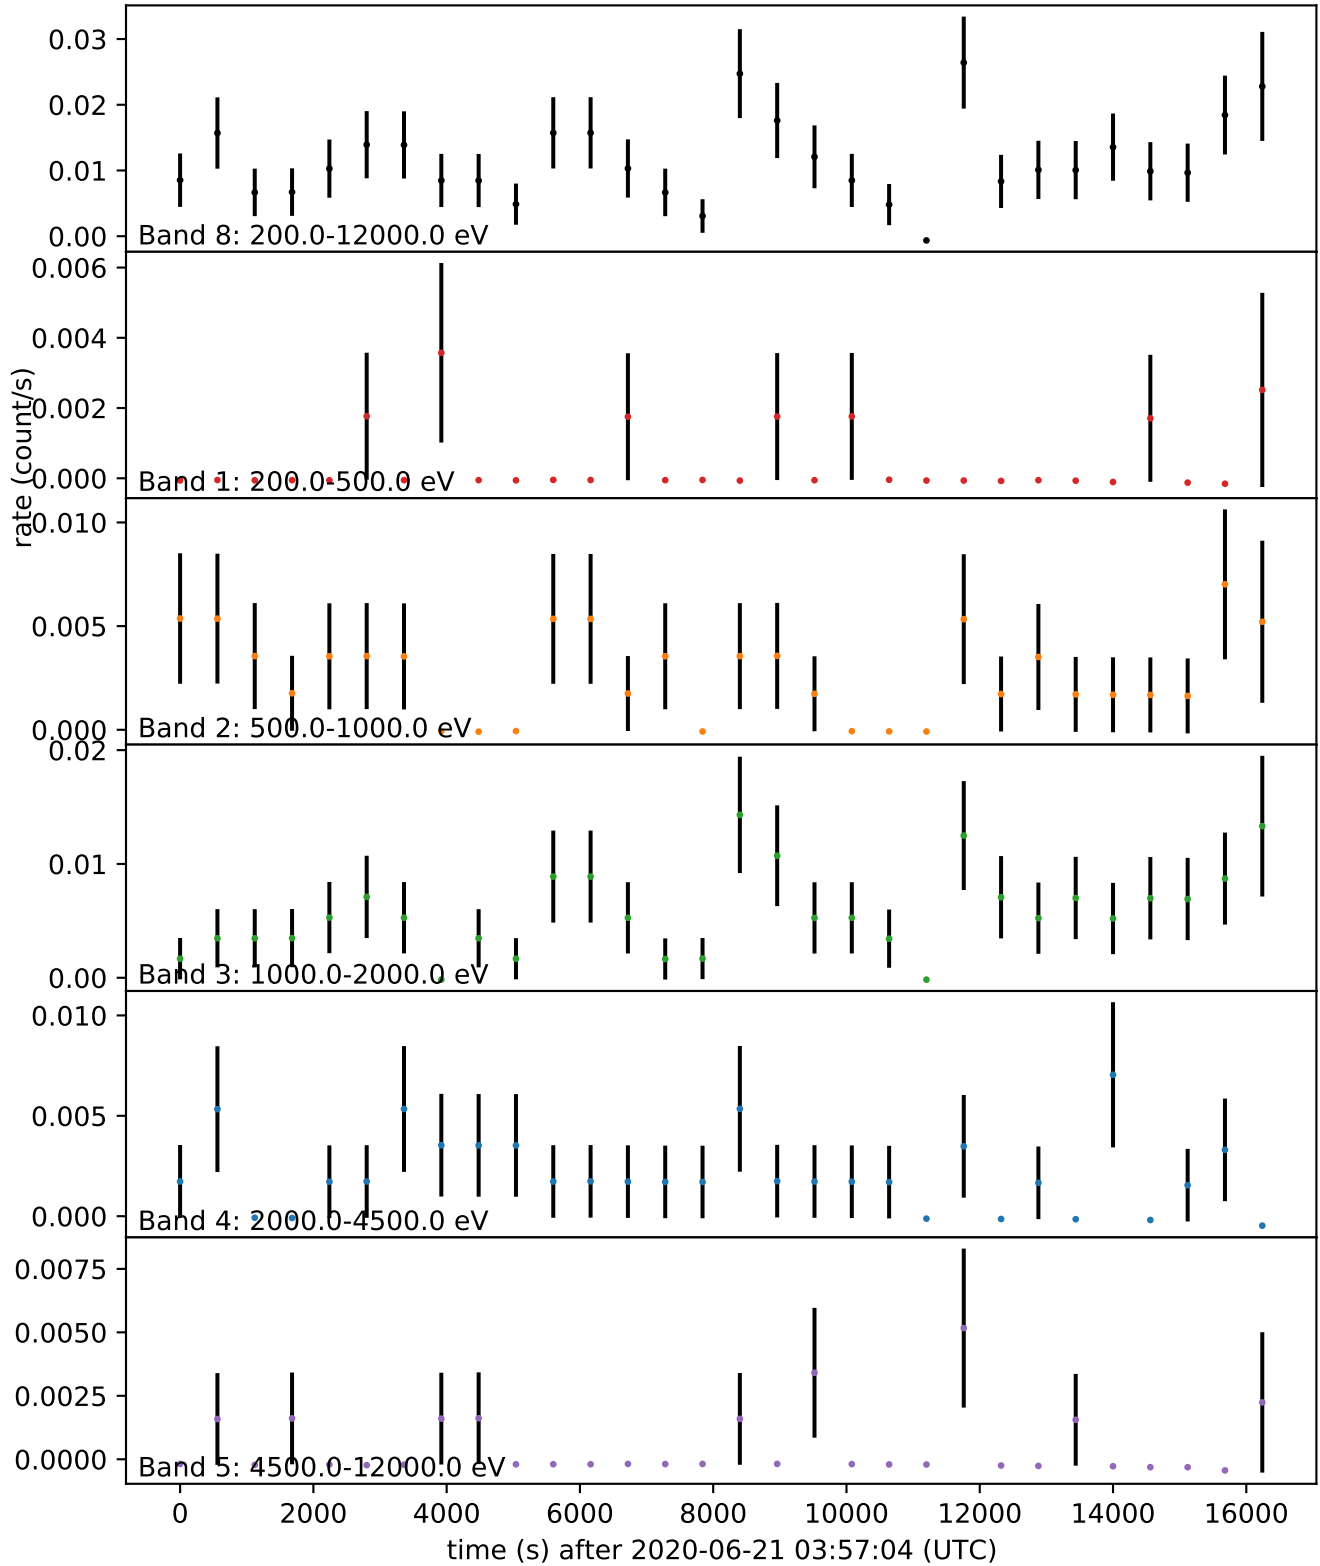 0.03
0.02
0.01
0.00
Band 8: 200.0-12000.0 eV
0.006
0.004
0.002
0.000
Band 1: 200.0-500.0 eV
rate (count/s)
0.010
0.005
0.000
Band 2: 500.0-1000.0 eV
0.02
0.01
0.00
Band 3: 1000.0-2000.0 eV
0.010
0.005
0.000
Band 4: 2000.0-4500.0 eV
0.0075
0.0050
0.0025
0.0000
Band 5: 4500.0-12000.0 eV
0 2000 4000 6000 8000 10000 12000 14000 16000
time (s) after 2020-06-21 03:57:04 (UTC)